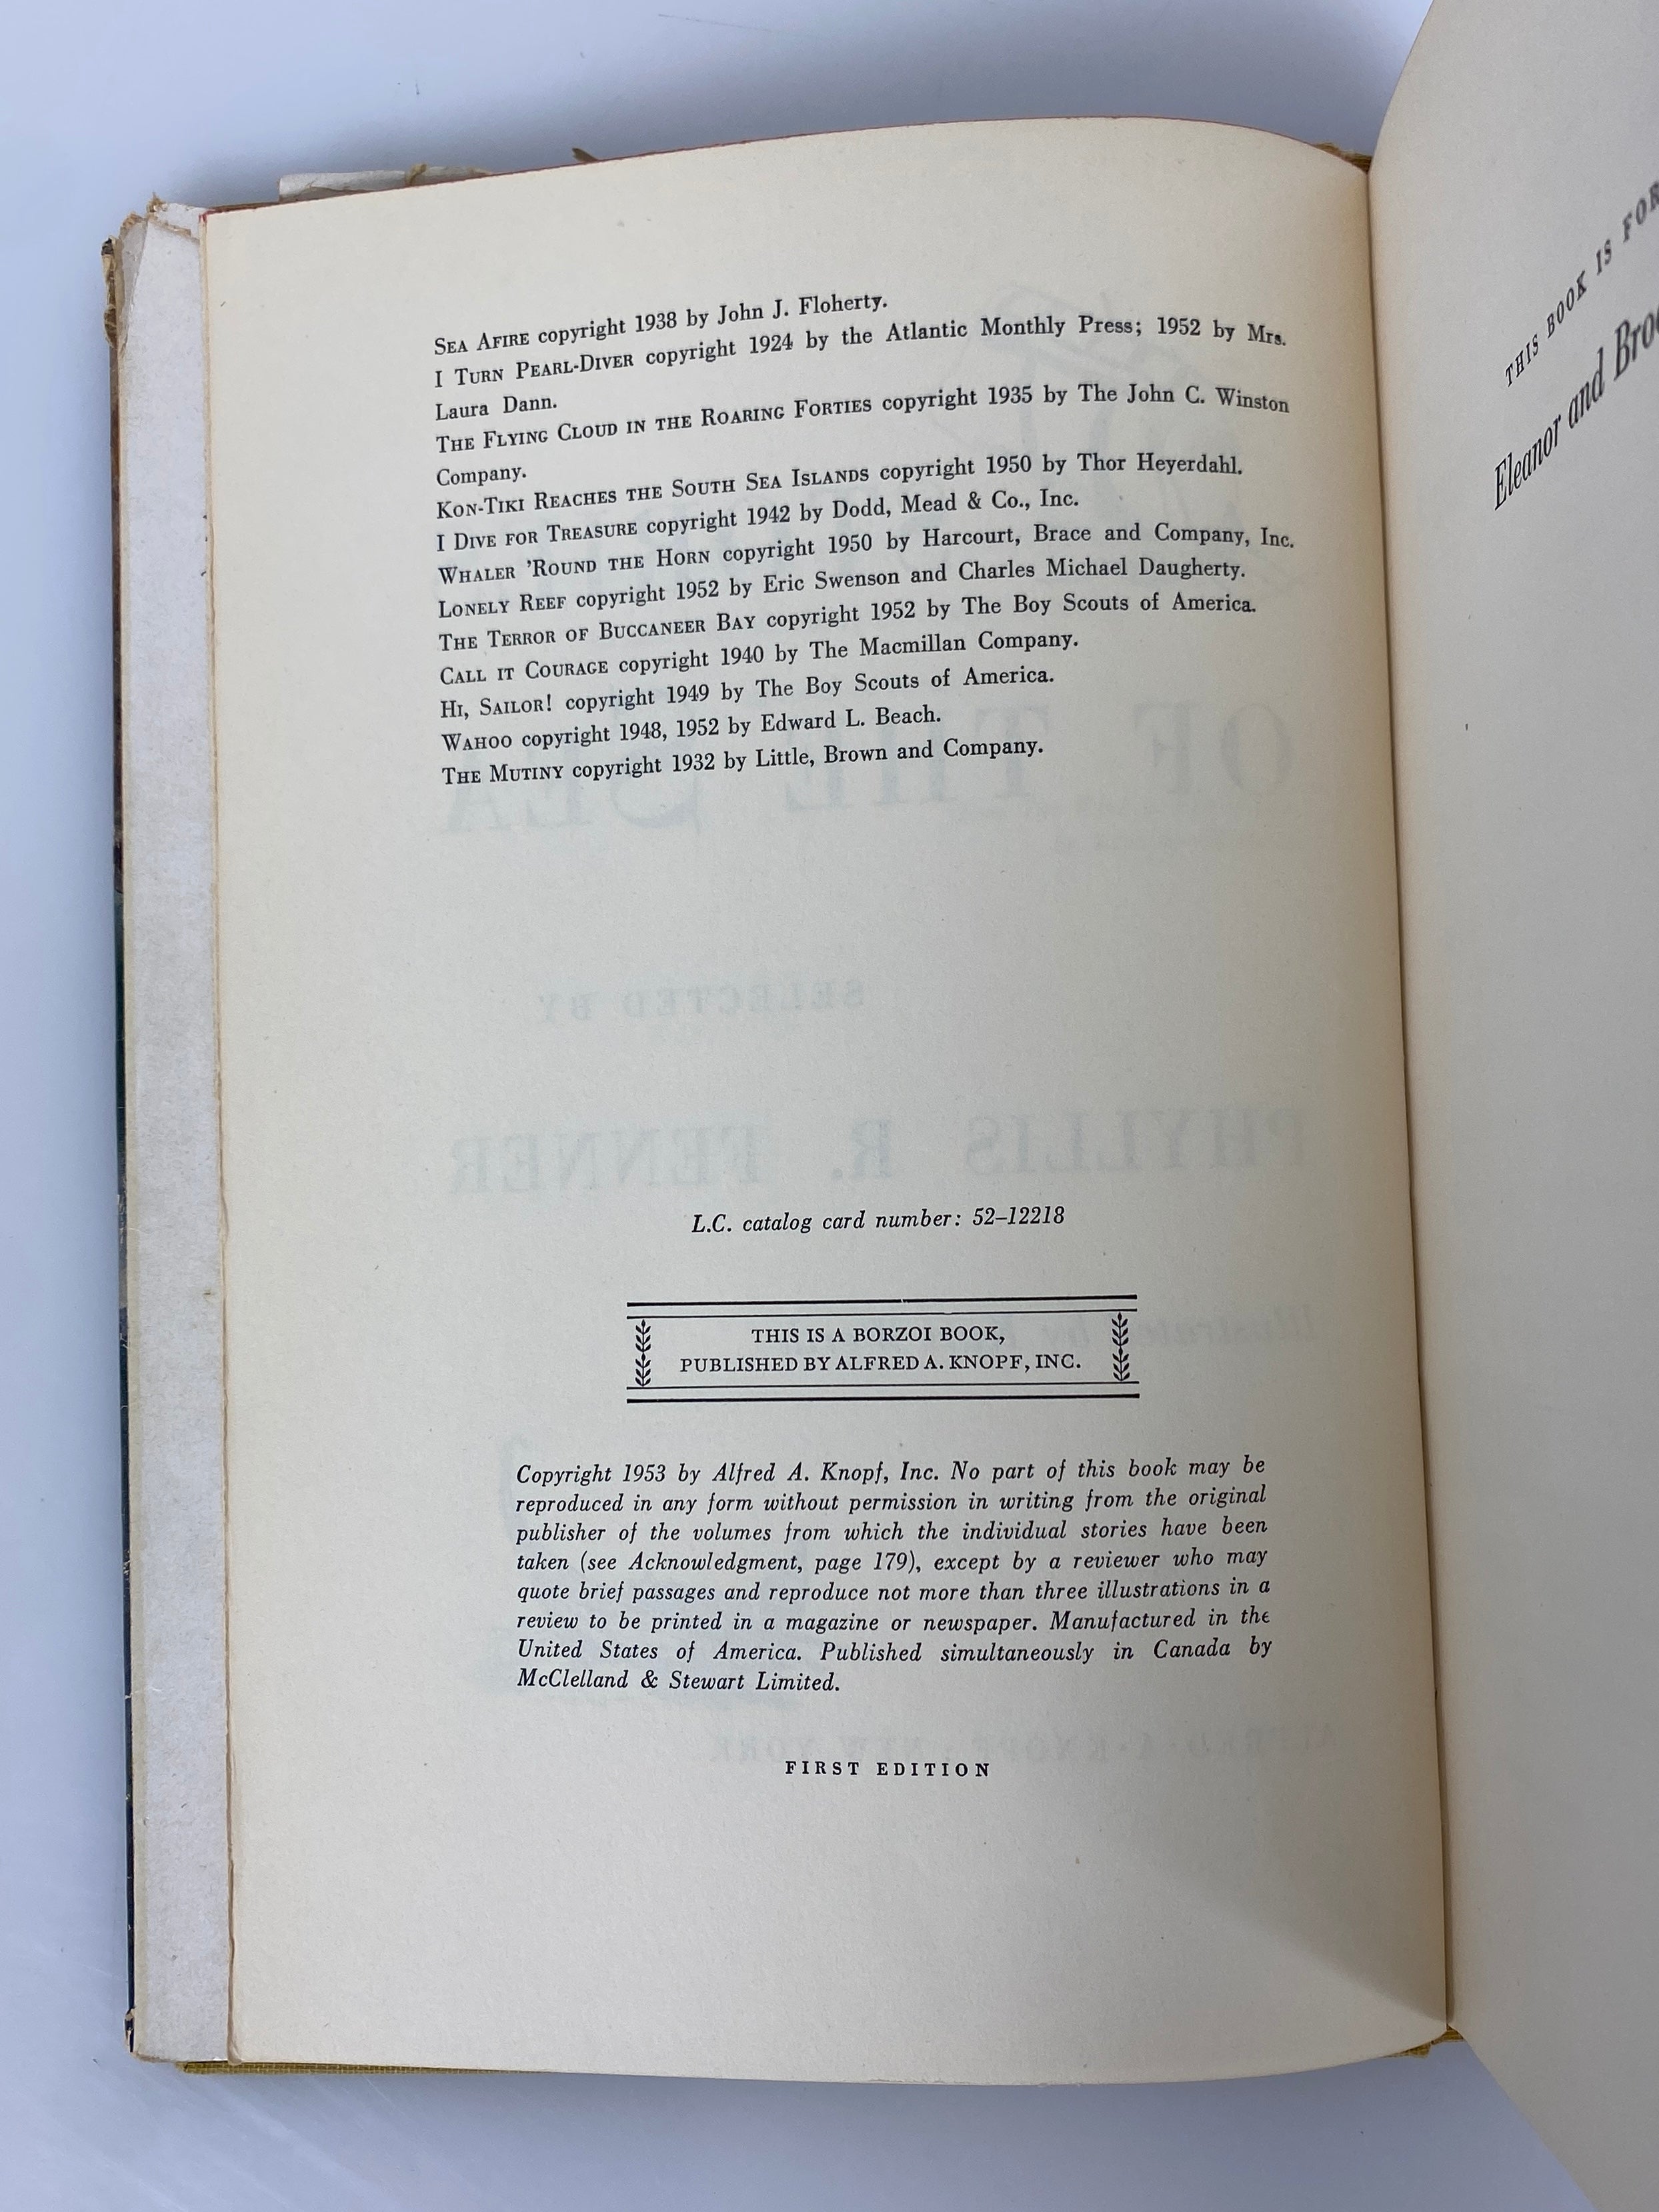 SEA AFIRE copyright 1938 by John J. Floherty.
I TURN PEARL-DIVER copyright 1924 by the Atlantic Monthly Press; 1952 by Mrs.
Laura Dann.
THE FLYING CLOUD IN THE ROARING FORTIES copyright 1935 by The John C. Winston
Company.
KON-TIKI REACHES THE SOUTH SEA ISLANDS copyright 1950 by Thor Heyerdahl.
I DIVE FOR TREASURE copyright 1942 by Dodd, Mead & Co., Inc.
WHALER 'ROUND THE HORN copyright 1950 by Harcourt, Brace and Company, Inc.
LONELY REEF copyright 1952 by Eric Swenson and Charles Michael Daugherty.
THE TERROR OF BUCCANEER BAY copyright 1952 by The Boy Scouts of America.
CALL IT COURAGE copyright 1940 by The Macmillan Company.
HI, SAILOR! copyright 1949 by The Boy Scouts of America.
WAHOO copyright 1948, 1952 by Edward L. Beach.
THE MUTINY copyright 1932 by Little, Brown and Company.
OF THE SEA
SELECTED BY
PHYLLIS R. FENNER
L.C. catalog card number: 52–12218
THIS IS A BORZOI BOOK,
PUBLISHED BY ALFRED A. KNOPF, INC.
Copyright 1953 by Alfred A. Knopf, Inc. No part of this book may be
reproduced in any form without permission in writing from the original
publisher of the volumes from which the individual stories have been
taken (see Acknowledgment, page 179), except by a reviewer who may
quote brief passages and reproduce not more than three illustrations in a
review to be printed in a magazine or newspaper. Manufactured in the
United States of America. Published simultaneously in Canada by
McClelland & Stewart Limited.
FIRST EDITION
THIS BOOK IS FOR
Eleanor and